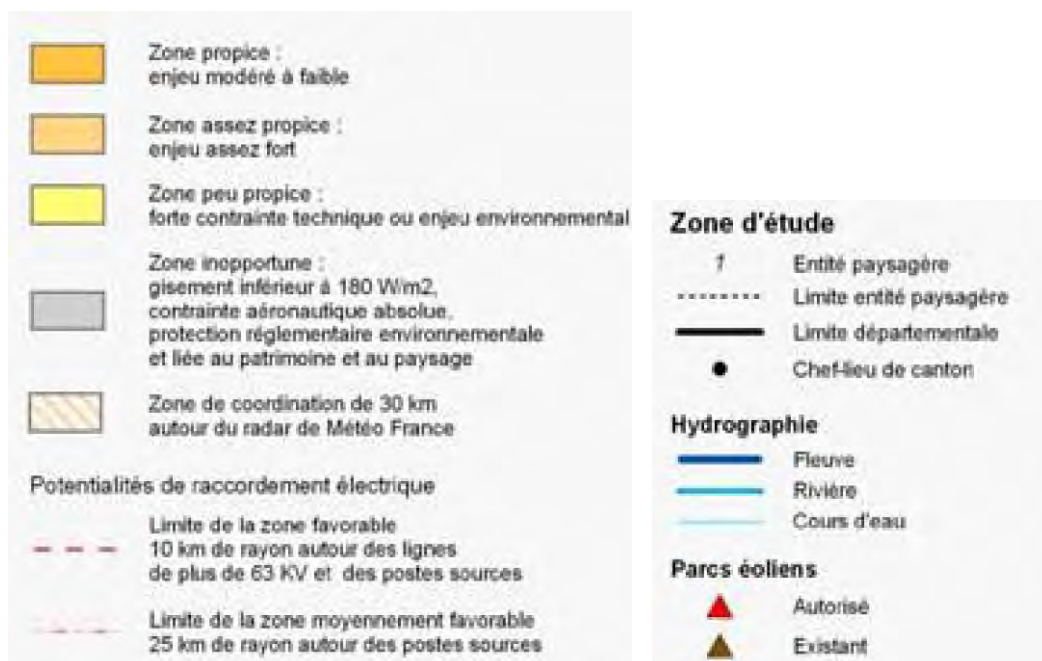 Zone propice :
enjeu modéré à faible
Zone assez propice :
enjeu assez fort
Zone peu propice :
forte contrainte technique ou enjeu environnemental
Zone inopportune :
gisement inférieur à 180 W/m2,
contrainte aéronautique absolue,
protection réglementaire environnementale
et liée au patrimoine et au paysage
Zone de coordination de 30 km
autour du radar de Météo France
Potentialités de raccordement électrique
Limite de la zone favorable
10 km de rayon autour des lignes
de plus de 63 KV et des postes sources
Limite de la zone moyennement favorable
25 km de rayon autour des postes sources
Zone d'étude
1 Entité paysagère
Limite entité paysagère
Limite départementale
Chef-lieu de canton
Hydrographie
Fleuve
Rivière
Cours d'eau
Parcs éoliens
Autorisé
Existant